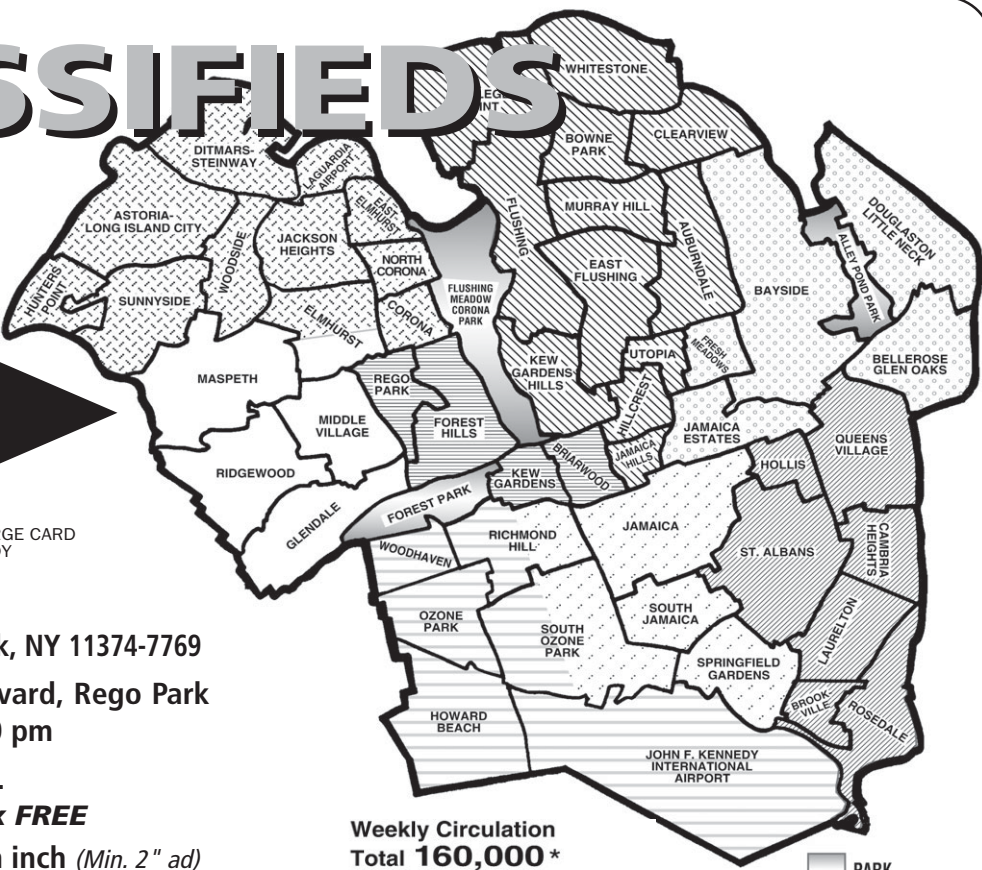 SSIFIEDS
WHITESTONE
BOWNE
PARK
CLEARVIEW
DITMARS-
STEINWAY
LAGUARDIA
AIRPORT
EAST
ELMHURST
ASTORIA-
LONG ISLAND CITY
MURRAY HILL
DOUGLASTON
LITTLE NECK
FLUSHING
AUBURNDALE
JACKSON
HEIGHTS
WOODSIDE
NORTH
CORONA
EAST
FLUSHING
ALLEY POND PARK
HUNTERS
POINT
SUNNYSIDE
FLUSHING
MEADOW
CORONA
PARK
BAYSIDE
ELMHURST
CORONA
UTOPIA
FRESH
MEADOWS
BELLEROSE
GLEN OAKS
MASPETH
REGO
PARK
KEW
GARDENS
HILLS
HILLCREST
MIDDLE
VILLAGE
FOREST
HILLS
JAMAICA
ESTATES
QUEENS
VILLAGE
RIDGEWOOD
KEW
GARDENS
BRIARWOOD
JAMAICA
HILLS
HOLLIS
GLENDALE
FOREST PARK
RGE CARD
DY
WOODHAVEN
RICHMOND
HILL
JAMAICA
ST. ALBANS
CAMBRIA
HEIGHTS
OZONE
PARK
SOUTH
OZONE
PARK
SOUTH
JAMAICA
LAURELTON
k, NY 11374-7769
SPRINGFIELD
GARDENS
vard, Rego Park
pm
BROOK-
VILLE
ROSEDALE
HOWARD
BEACH
JOHN F. KENNEDY
INTERNATIONAL
AIRPORT
FREE
inch (Min. 2" ad)
Weekly Circulation
Total 160,000*
PARK